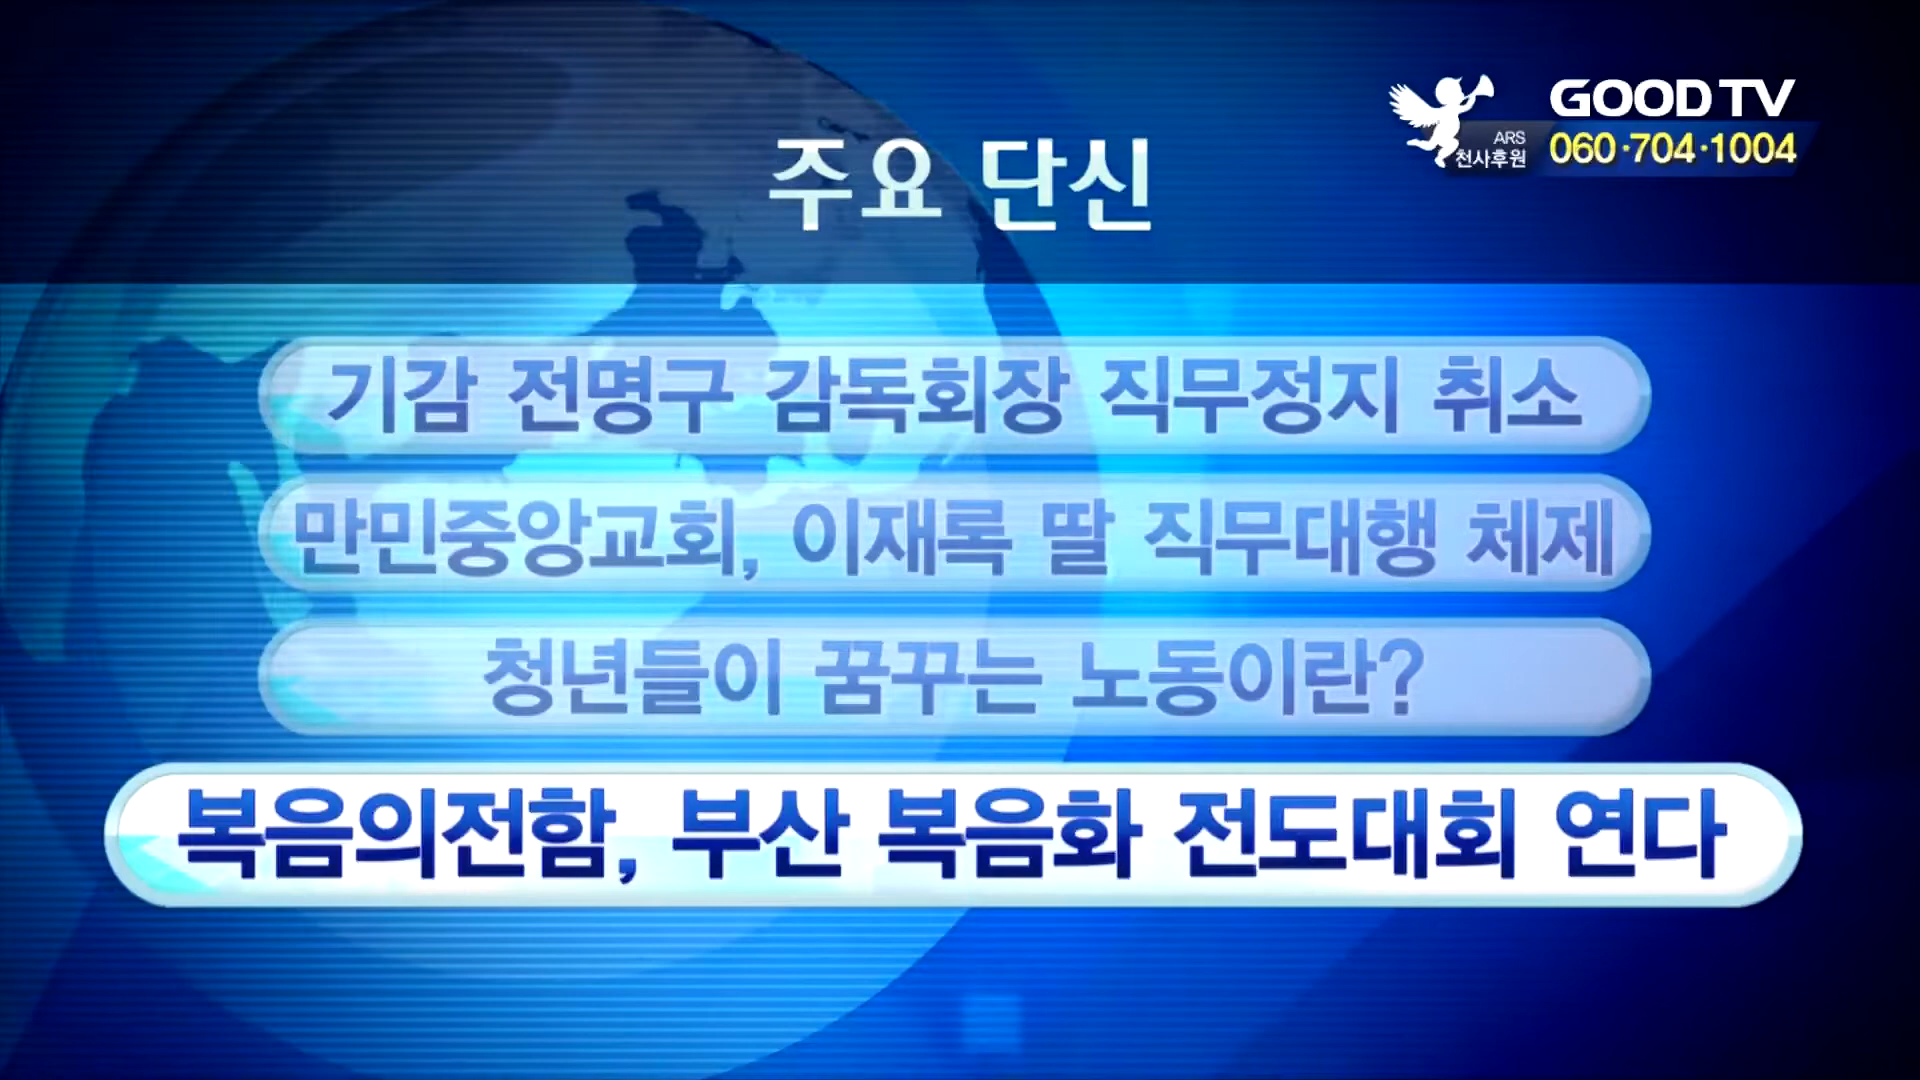 GOOD TV
ARS
천사후원 060·704·1004
주요 단신
기감 전명구 감독회장 직무정지 취소
만민중앙교회, 이재록 딸 직무대행 체제
청년들이 꿈꾸는 노동이란?
복음의전함, 부산 복음화 전도대회 연다